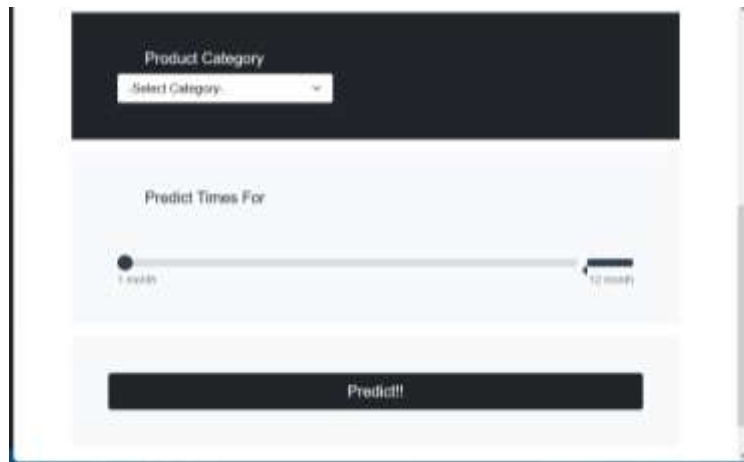 Product Category
-Select Category-
Predict Times For
1 month
12 month
Predict!!